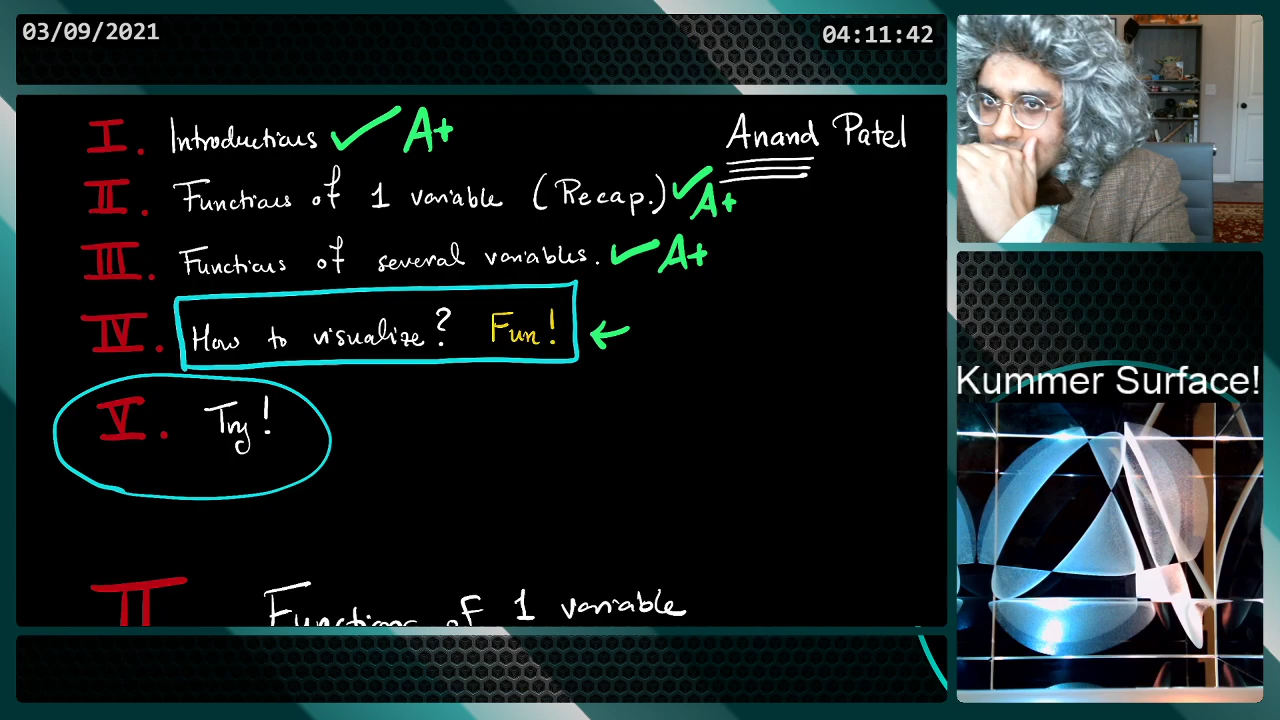 03/09/2021
04:11:42
I. Introductions ✓ A+
Anand Patel
II. Functions of 1 variable (Recap.) ✓ A+
III. Functions of several variables. ✓ A+
IV. How to visualize? Fun! ←
V. Try!
Kummer Surface!
II Functions of 1 variable